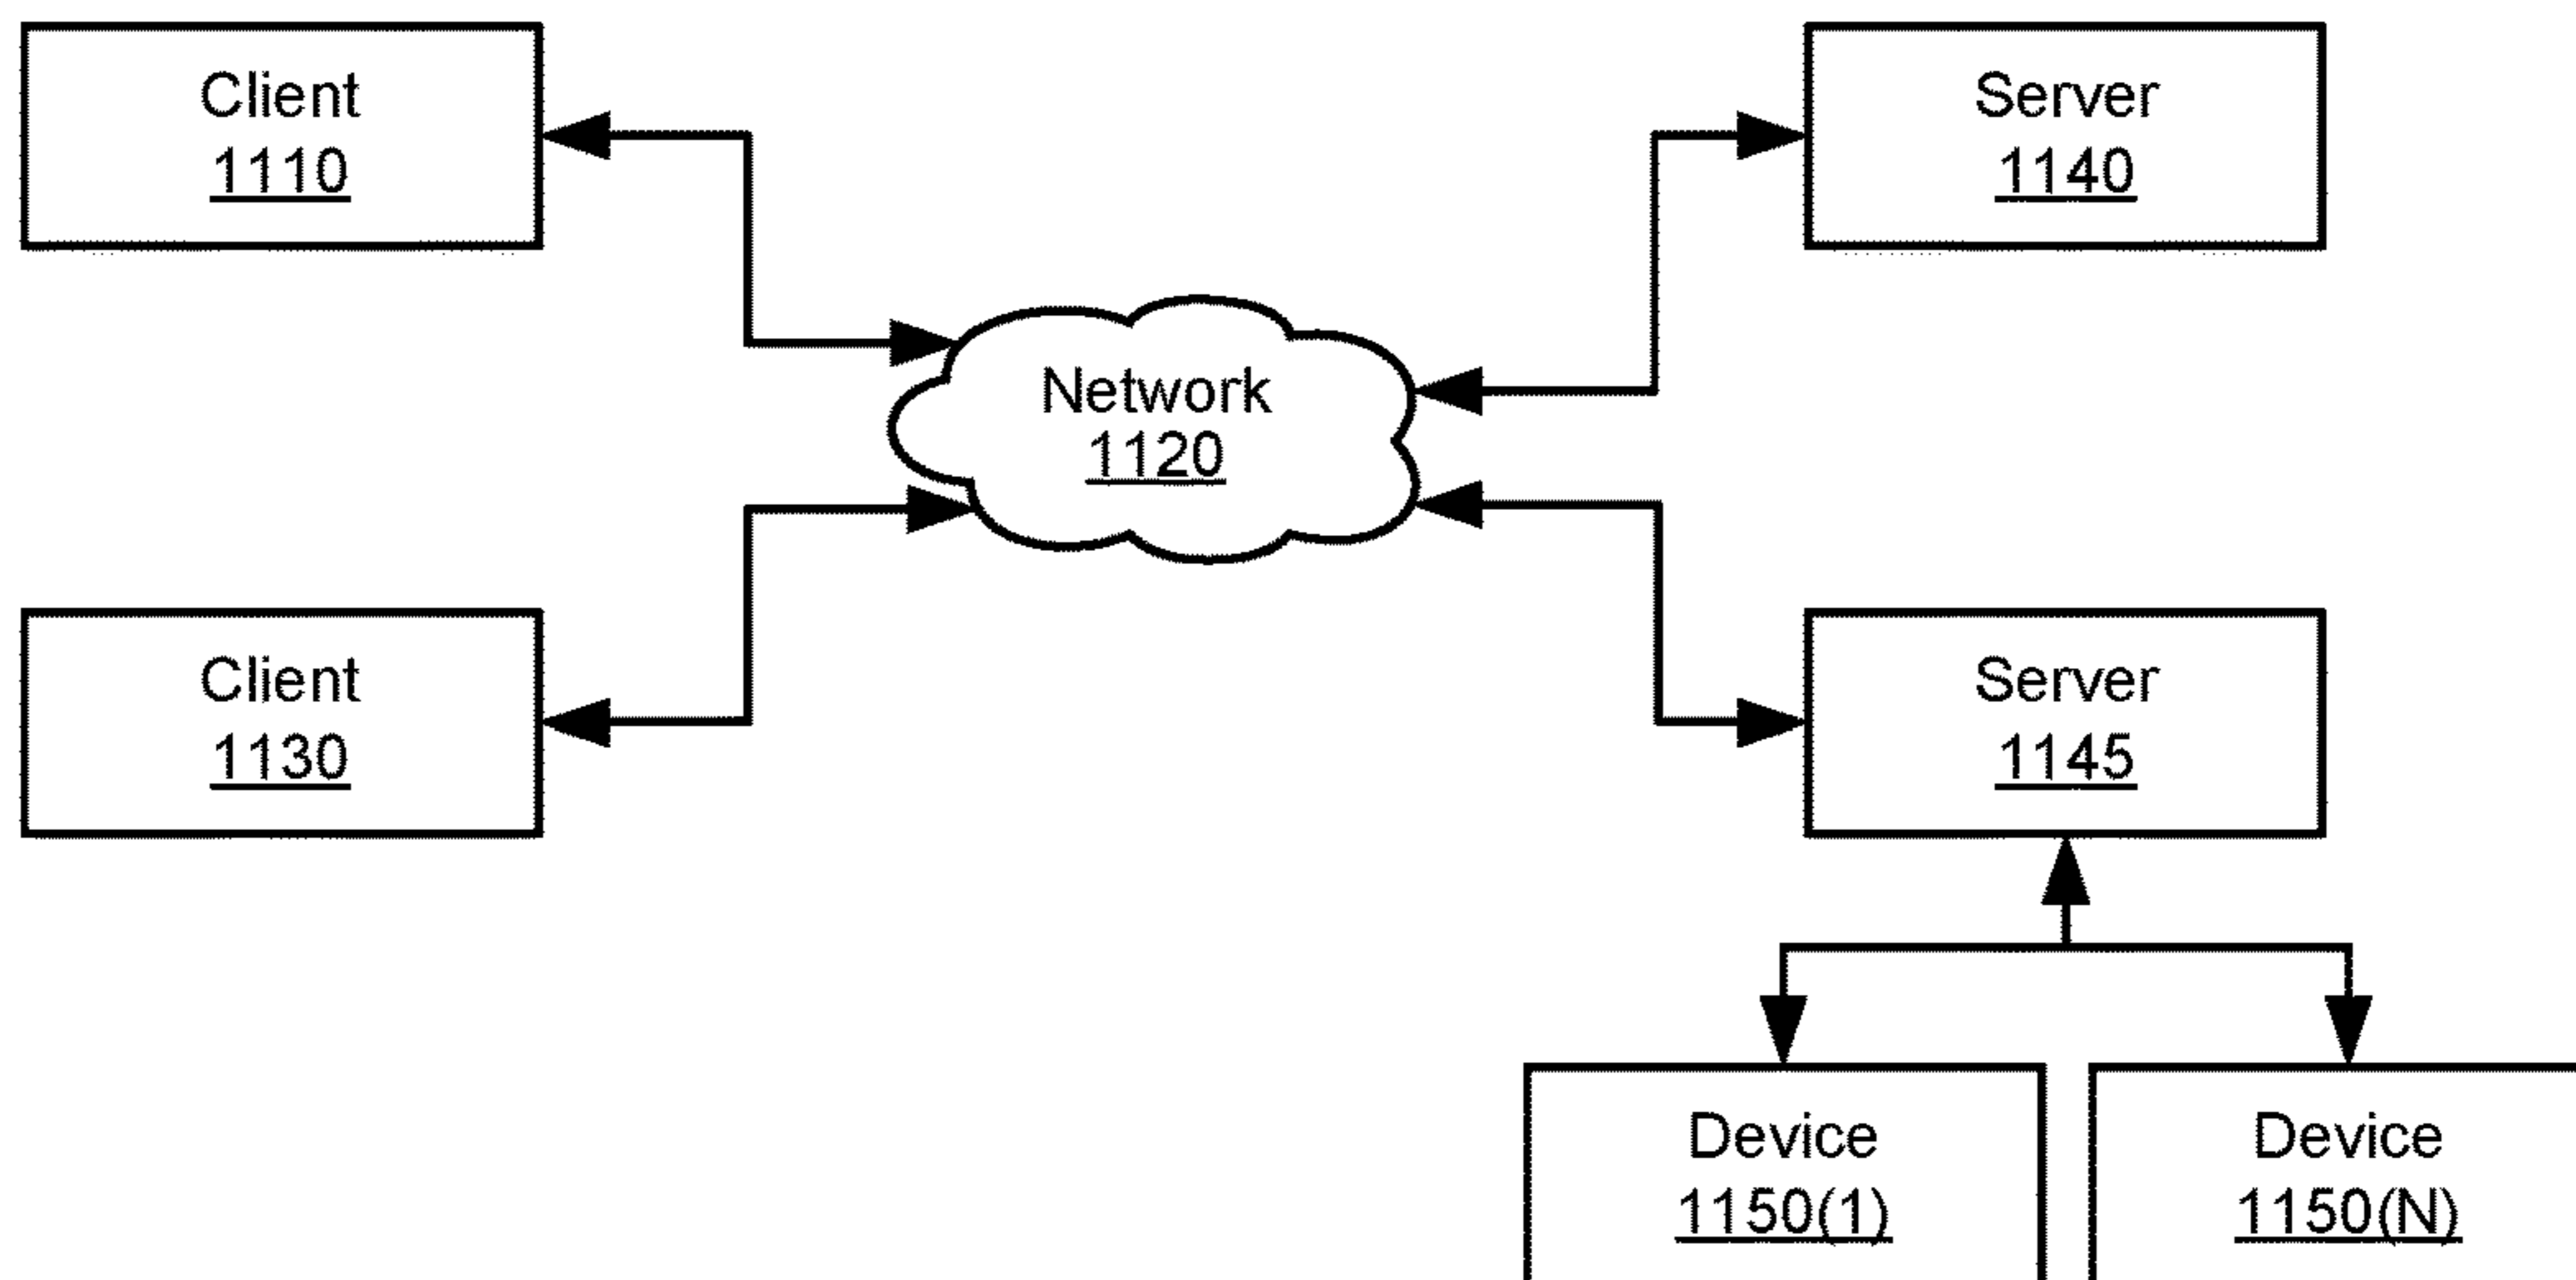 Client
1110
Server
1140
Network
1120
Client
1130
Server
1145
Device
1150(1)
Device
1150(N)